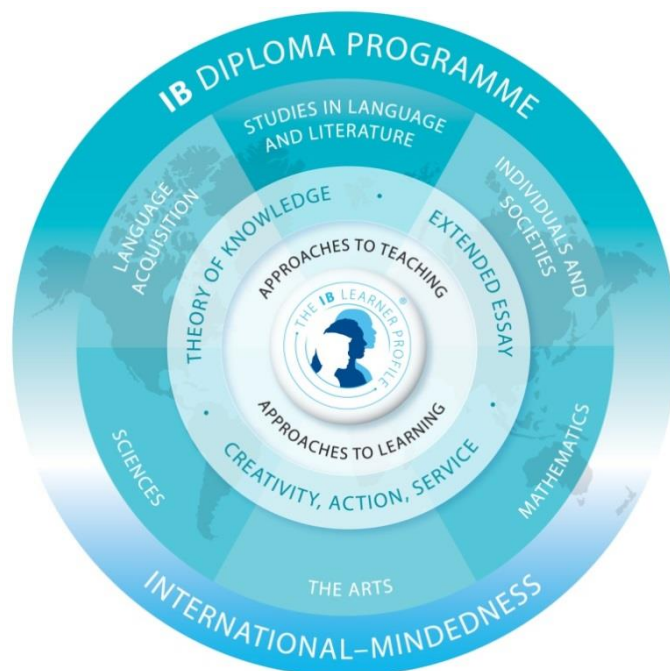 IB DIPLOMA PROGRAMME
STUDIES IN LANGUAGE
AND LITERATURE
LANGUAGE
ACQUISITION
INDIVIDUALS AND
SOCIETIES
THEORY OF KNOWLEDGE
EXTENDED ESSAY
APPROACHES TO TEACHING
THE IB LEARNER PROFILE®
APPROACHES TO LEARNING
CREATIVITY, ACTION, SERVICE
SCIENCES
MATHEMATICS
THE ARTS
INTERNATIONAL–MINDEDNESS